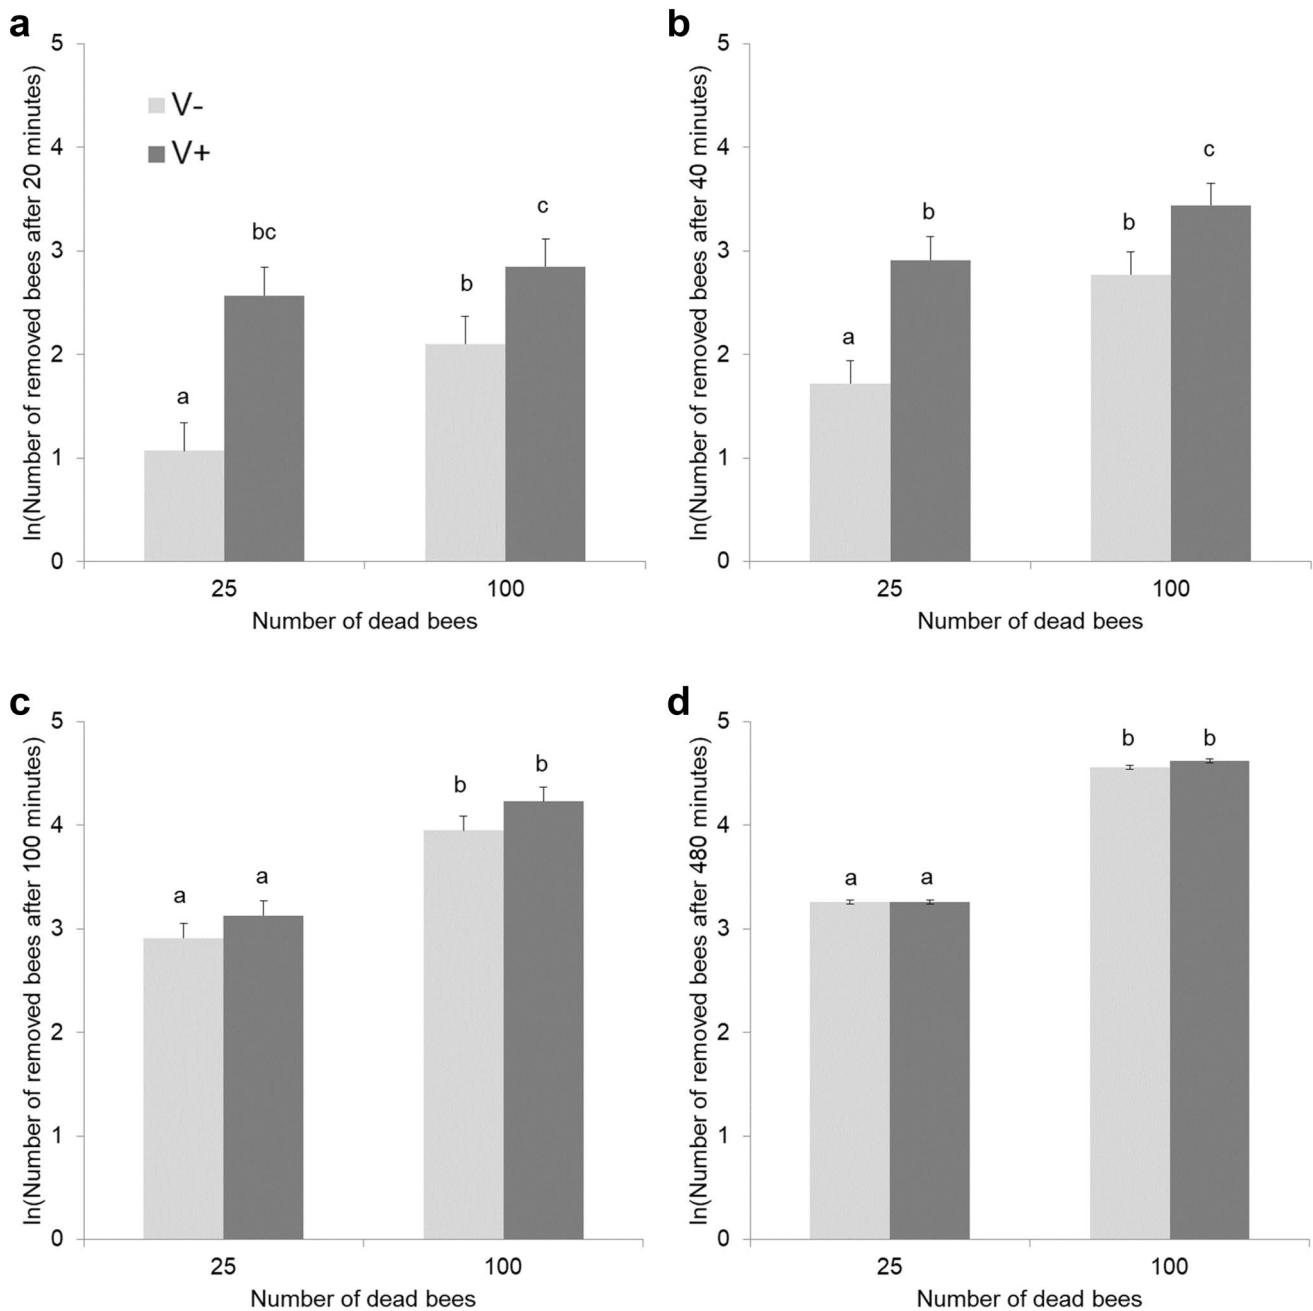 a
ln(Number of removed bees after 20 minutes)
5
4
3
2
1
0
V-
V+
a
bc
b
c
25
100
Number of dead bees
b
ln(Number of removed bees after 40 minutes)
5
4
3
2
1
0
a
b
b
c
25
100
Number of dead bees
c
ln(Number of removed bees after 100 minutes)
5
4
3
2
1
0
a
a
b
b
25
100
Number of dead bees
d
ln(Number of removed bees after 480 minutes)
5
4
3
2
1
0
a
a
b
b
25
100
Number of dead bees